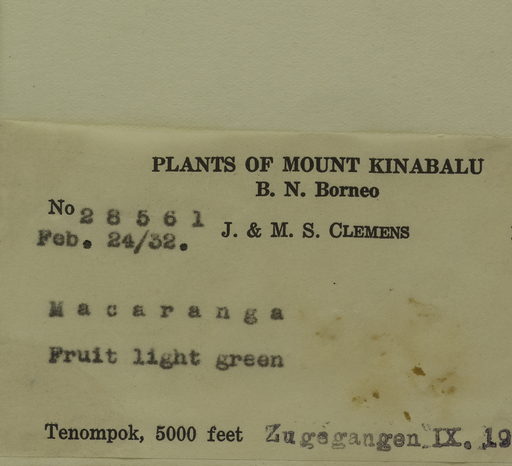 PLANTS OF MOUNT KINABALU
B. N. Borneo
No 28561
J. & M. S. CLEMENS
Feb. 24/32.
Macaranga
Fruit light green
Tenompok, 5000 feet Zugegangen IX. 19